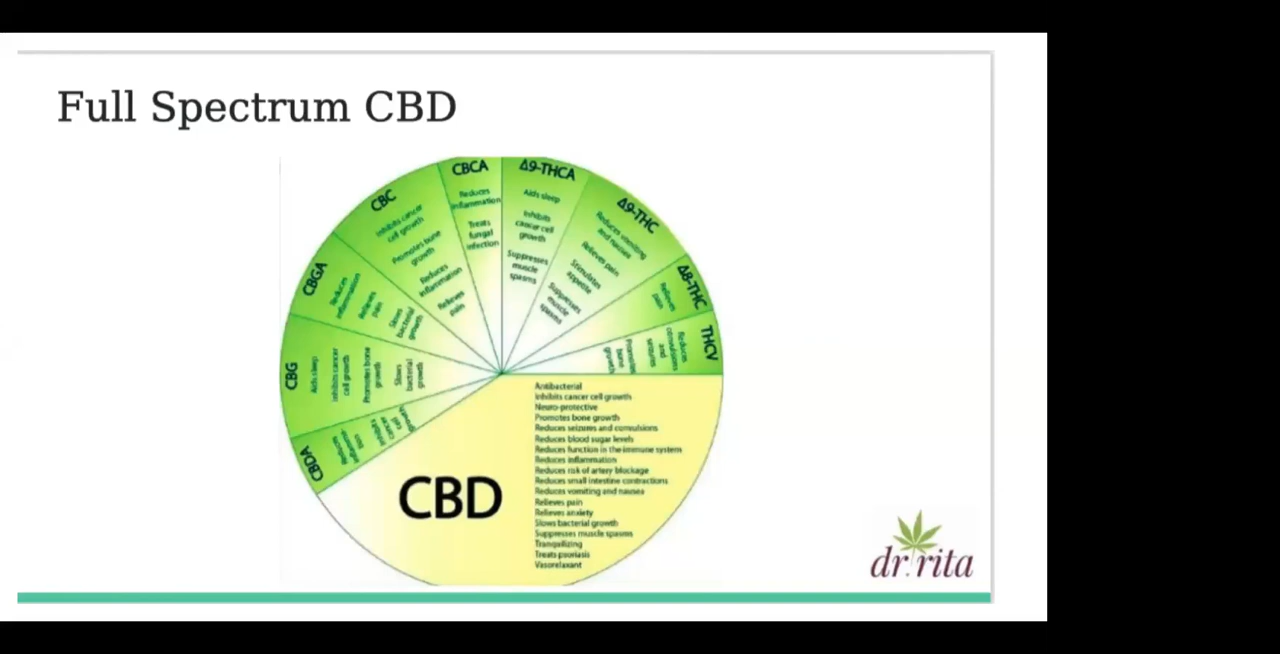 Full Spectrum CBD
CBCA
Reduces
inflammation
Treats
fungal
infection
Δ9-THCA
Aids sleep
Inhibits
cancer cell
growth
Suppresses
muscle
spasms
Δ9-THC
Reduces vomiting
and nausea
Relieves pain
Stimulates
appetite
Suppresses
muscle
spasms
Δ8-THC
Relieves
pain
THCV
Reduces
convulsions
and
seizures
Promotes
bone
growth
CBD
Antibacterial
Inhibits cancer cell growth
Neuro-protective
Promotes bone growth
Reduces seizures and convulsions
Reduces blood sugar levels
Reduces function in the immune system
Reduces inflammation
Reduces risk of artery blockage
Reduces small intestine contractions
Reduces vomiting and nausea
Relieves pain
Relieves anxiety
Slows bacterial growth
Suppresses muscle spasms
Tranquilizing
Treats psoriasis
Vasorelaxant
CBDA
Reduces
inflamma-
tion
Inhibits
cancer
cell
growth
CBG
Aids sleep
Inhibits cancer
cell growth
Promotes bone
growth
Slows
bacterial
growth
CBGA
Reduces
inflammation
Relieves
pain
Slows
bacterial
growth
CBC
Inhibits cancer
cell growth
Promotes bone
growth
Reduces
inflammation
Relieves
pain
dr.rita